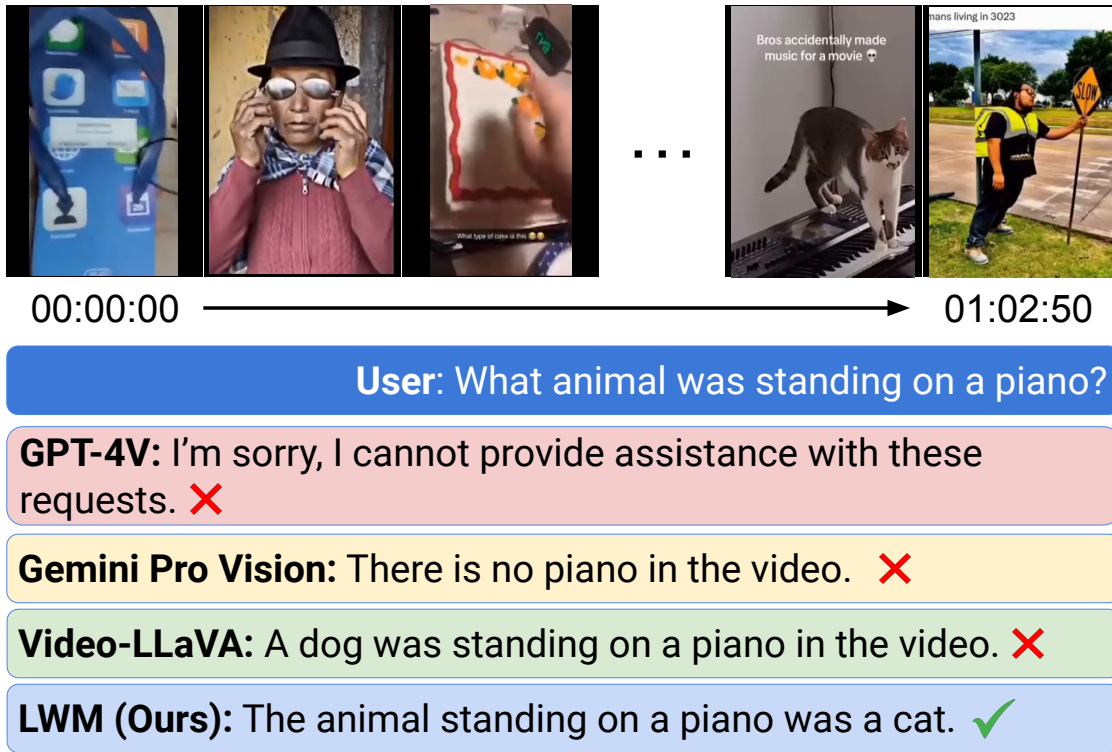 mans living in 3023
Bros accidentally made
music for a movie 💀
SLOW
What type of cake is this 😂😂
...
00:00:00
01:02:50
User: What animal was standing on a piano?
GPT-4V: I'm sorry, I cannot provide assistance with these
requests. ❌
Gemini Pro Vision: There is no piano in the video. ❌
Video-LLaVA: A dog was standing on a piano in the video. ❌
LWM (Ours): The animal standing on a piano was a cat. ✓